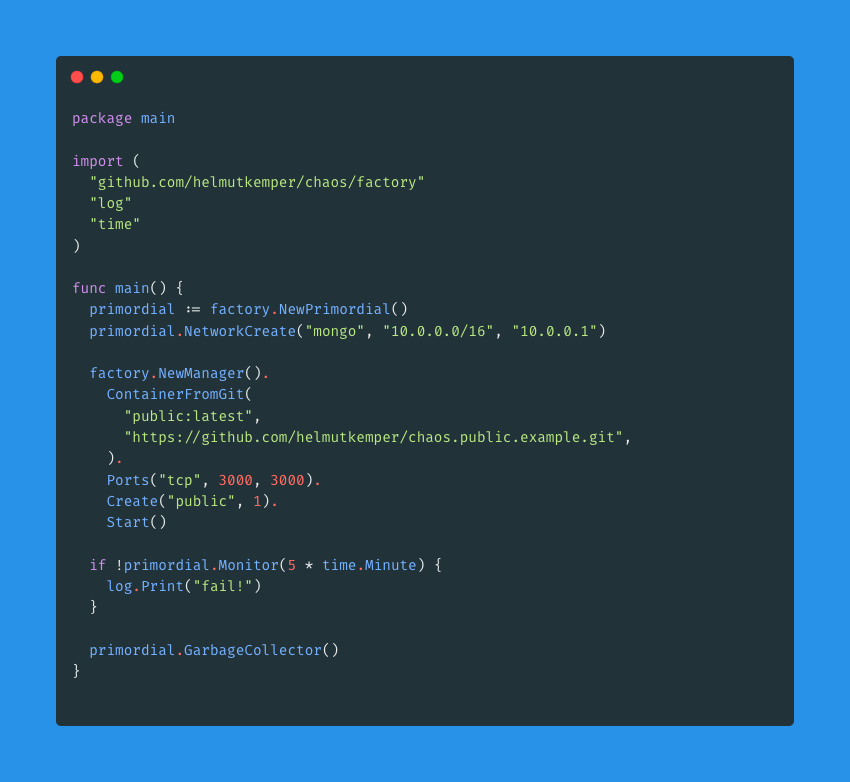 package main

import (
  "github.com/helmutkemper/chaos/factory"
  "log"
  "time"
)

func main() {
  primordial := factory.NewPrimordial()
  primordial.NetworkCreate("mongo", "10.0.0.0/16", "10.0.0.1")

  factory.NewManager().
    ContainerFromGit(
      "public:latest",
      "https://github.com/helmutkemper/chaos.public.example.git",
    ).
    Ports("tcp", 3000, 3000).
    Create("public", 1).
    Start()

  if !primordial.Monitor(5 * time.Minute) {
    log.Print("fail!")
  }

  primordial.GarbageCollector()
}